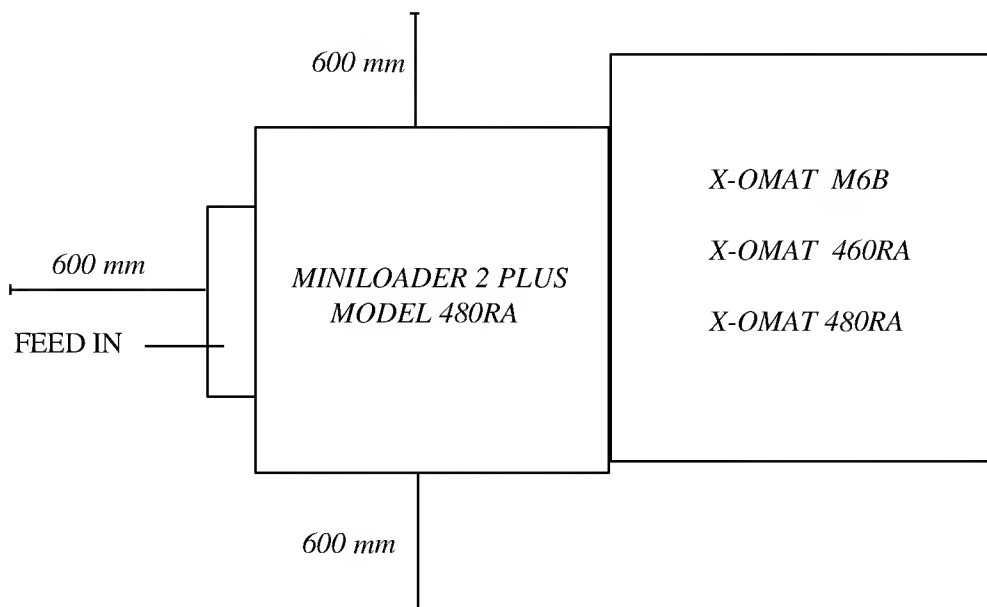 600 mm
X-OMAT M6B
600 mm
MINILOADER 2 PLUS
MODEL 480RA
X-OMAT 460RA
FEED IN
X-OMAT 480RA
600 mm